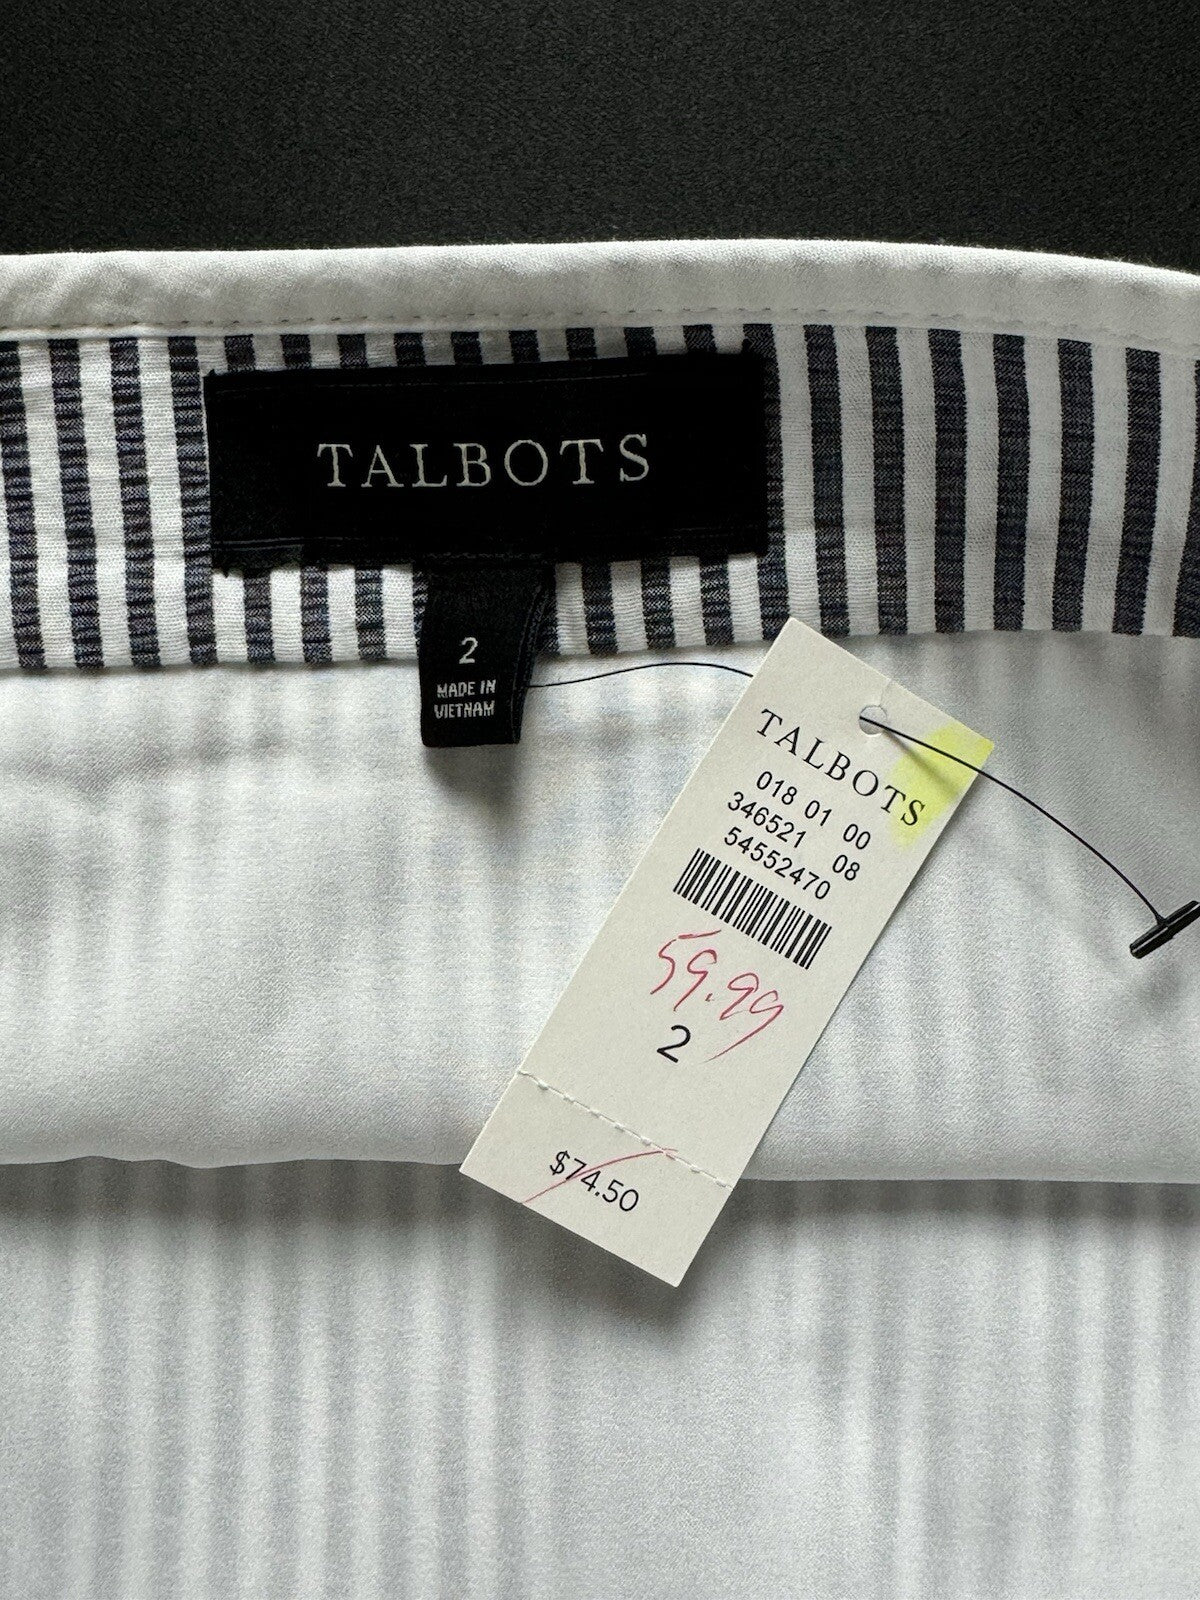 TALBOTS
2
MADE IN
VIETNAM
TALBOTS
018 01 00
346521 08
54552470
59.99
2
$74.50